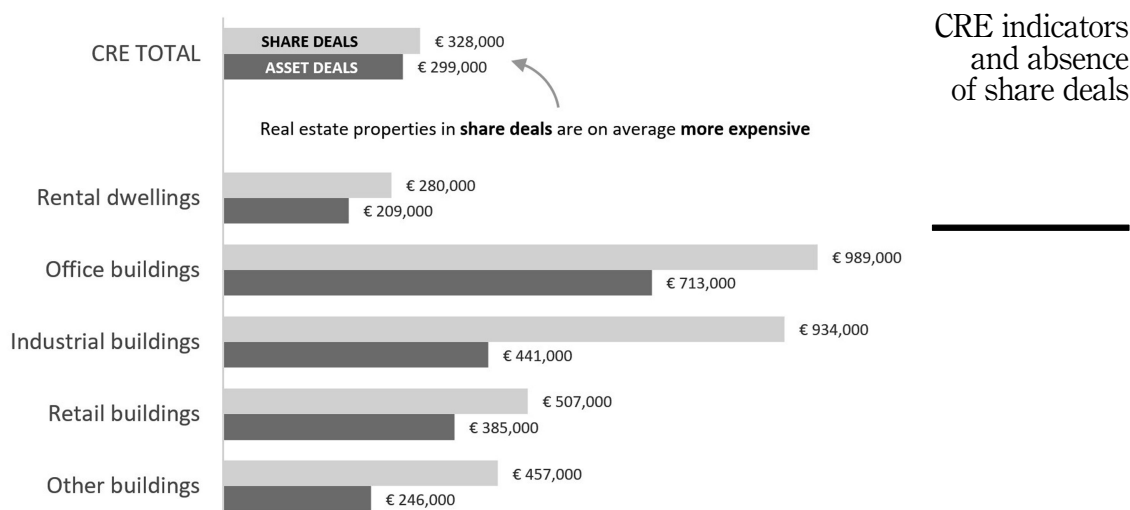 CRE indicators
and absence
of share deals
CRE TOTAL
SHARE DEALS
€ 328,000
ASSET DEALS
€ 299,000
Real estate properties in share deals are on average more expensive
Rental dwellings
€ 280,000
€ 209,000
Office buildings
€ 989,000
€ 713,000
Industrial buildings
€ 934,000
€ 441,000
Retail buildings
€ 507,000
€ 385,000
Other buildings
€ 457,000
€ 246,000